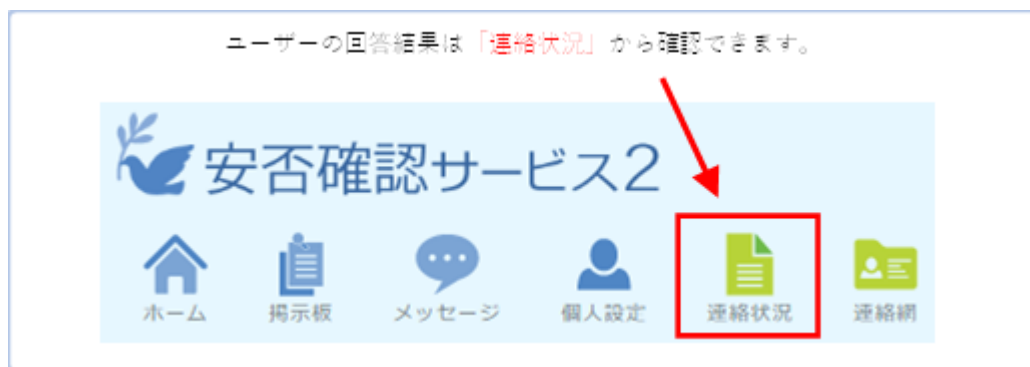 ユーザーの回答結果は「連絡状況」から確認できます。
安否確認サービス2
ホーム 掲示板 メッセージ 個人設定 連絡状況 連絡網